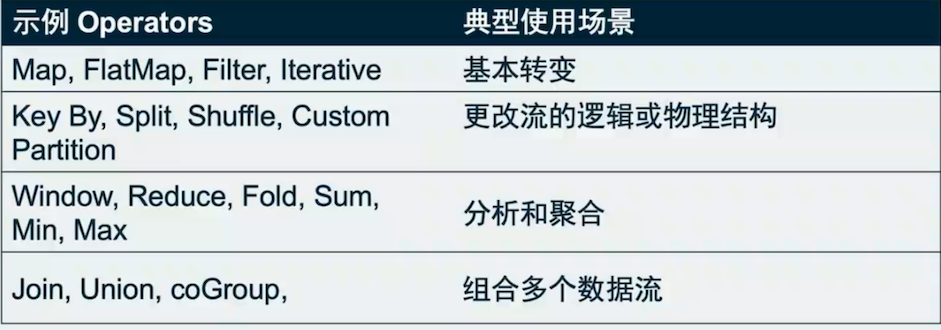 示例 Operators 典型使用场景
Map, FlatMap, Filter, Iterative 基本转变
Key By, Split, Shuffle, Custom 更改流的逻辑或物理结构
Partition
Window, Reduce, Fold, Sum,
Min, Max
分析和聚合
Join, Union, coGroup, 组合多个数据流